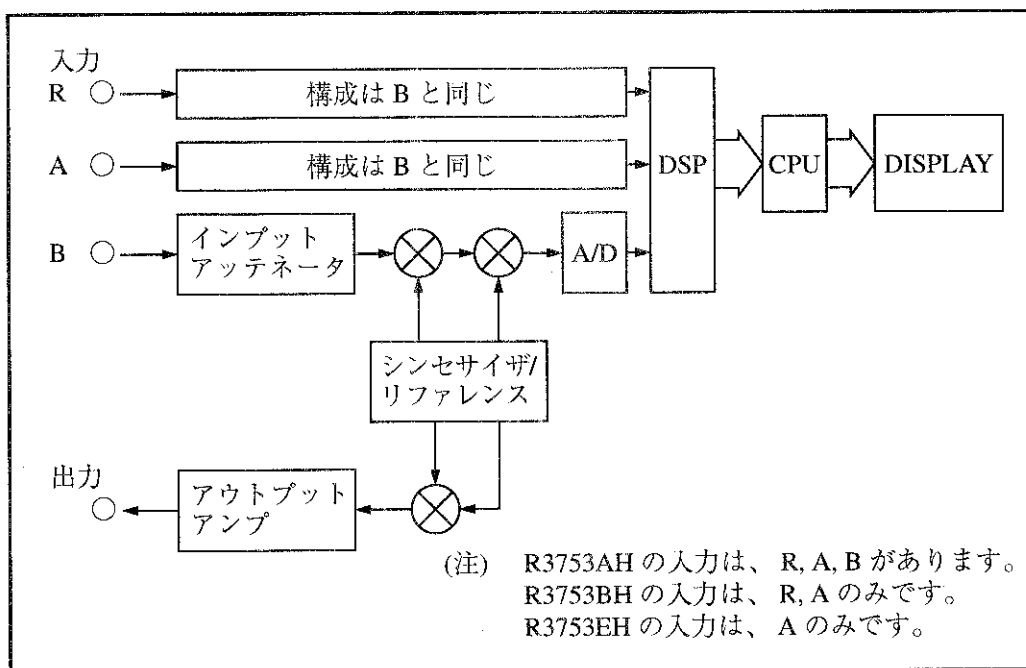 入力
R
構成は B と同じ
A
構成は B と同じ
DSP
CPU
DISPLAY
B
インプット
アッテネータ
A/D
シンセサイザ/
リファレンス
出力
アウトプット
アンプ
(注) R3753AH の入力は、 R, A, B があります。
R3753BH の入力は、 R, A のみです。
R3753EH の入力は、 A のみです。